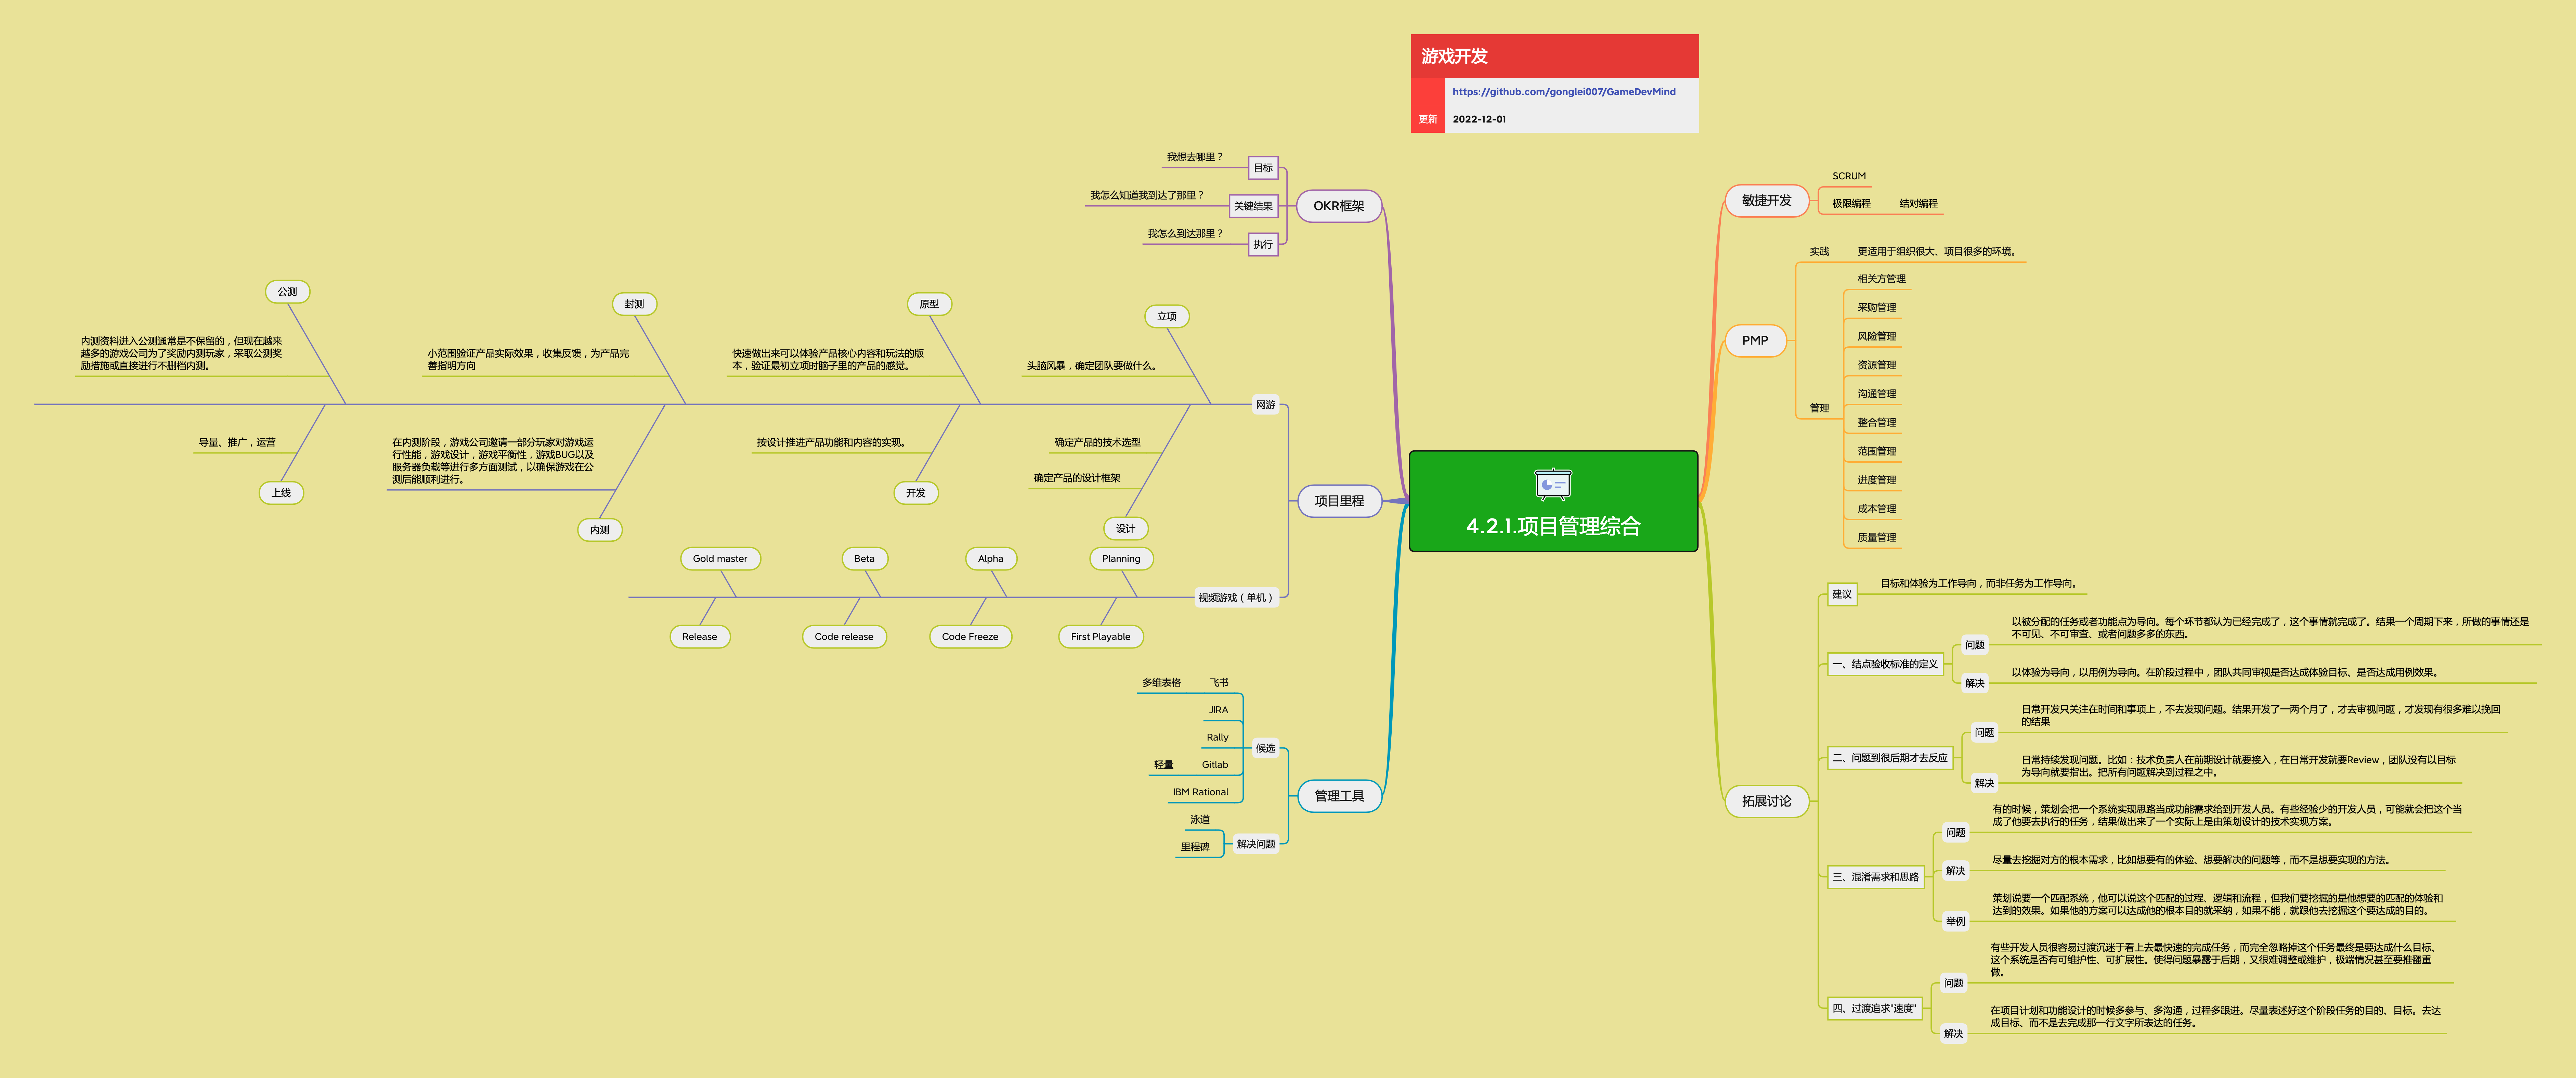 游戏开发
https://github.com/gonglei007/GameDevMind
更新
2022-12-01
4.2.1.项目管理综合
OKR框架
目标
我想去哪里？
关键结果
我怎么知道我到达了那里？
执行
我怎么到达那里？
项目里程
网游
立项
头脑风暴，确定团队要做什么。
设计
确定产品的技术选型
确定产品的设计框架
原型
快速做出来可以体验产品核心内容和玩法的版
本，验证最初立项时脑子里的产品的感觉。
开发
按设计推进产品功能和内容的实现。
封测
小范围验证产品实际效果，收集反馈，为产品完
善指明方向
内测
在内测阶段，游戏公司邀请一部分玩家对游戏运
行性能，游戏设计，游戏平衡性，游戏BUG以及
服务器负载等进行多方面测试，以确保游戏在公
测后能顺利进行。
公测
内测资料进入公测通常是不保留的，但现在越来
越多的游戏公司为了奖励内测玩家，采取公测奖
励措施或直接进行不删档内测。
上线
导量、推广，运营
视频游戏（单机）
Planning
First Playable
Alpha
Code Freeze
Beta
Code release
Gold master
Release
管理工具
候选
飞书
多维表格
JIRA
Rally
Gitlab
轻量
IBM Rational
解决问题
泳道
里程碑
敏捷开发
SCRUM
极限编程
结对编程
PMP
实践
更适用于组织很大、项目很多的环境。
管理
相关方管理
采购管理
风险管理
资源管理
沟通管理
整合管理
范围管理
进度管理
成本管理
质量管理
拓展讨论
建议
目标和体验为工作导向，而非任务为工作导向。
一、结点验收标准的定义
问题
以被分配的任务或者功能点为导向。每个环节都认为已经完成了，这个事情就完成了。结果一个周期下来，所做的事情还是
不可见、不可审查、或者问题多多的东西。
解决
以体验为导向，以用例为导向。在阶段过程中，团队共同审视是否达成体验目标、是否达成用例效果。
二、问题到很后期才去反应
问题
日常开发只关注在时间和事项上，不去发现问题。结果开发了一两个月了，才去审视问题，才发现有很多难以挽回
的结果
解决
日常持续发现问题。比如：技术负责人在前期设计就要接入，在日常开发就要Review，团队没有以目标
为导向就要指出。把所有问题解决到过程之中。
三、混淆需求和思路
问题
有的时候，策划会把一个系统实现思路当成功能需求给到开发人员。有些经验少的开发人员，可能就会把这个当
成了他要去执行的任务，结果做出来了一个实际上是由策划设计的技术实现方案。
解决
尽量去挖掘对方的根本需求，比如想要有的体验、想要解决的问题等，而不是想要实现的方法。
举例
策划说要一个匹配系统，他可以说这个匹配的过程、逻辑和流程，但我们要挖掘的是他想要的匹配的体验和
达到的效果。如果他的方案可以达成他的根本目的就采纳，如果不能，就跟他去挖掘这个要达成的目的。
四、过渡追求"速度"
问题
有些开发人员很容易过渡沉迷于看上去最快速的完成任务，而完全忽略掉这个任务最终是要达成什么目标、
这个系统是否有可维护性、可扩展性。使得问题暴露于后期，又很难调整或维护，极端情况甚至要推翻重
做。
解决
在项目计划和功能设计的时候多参与、多沟通，过程多跟进。尽量表述好这个阶段任务的目的、目标。去达
成目标、而不是去完成那一行文字所表达的任务。